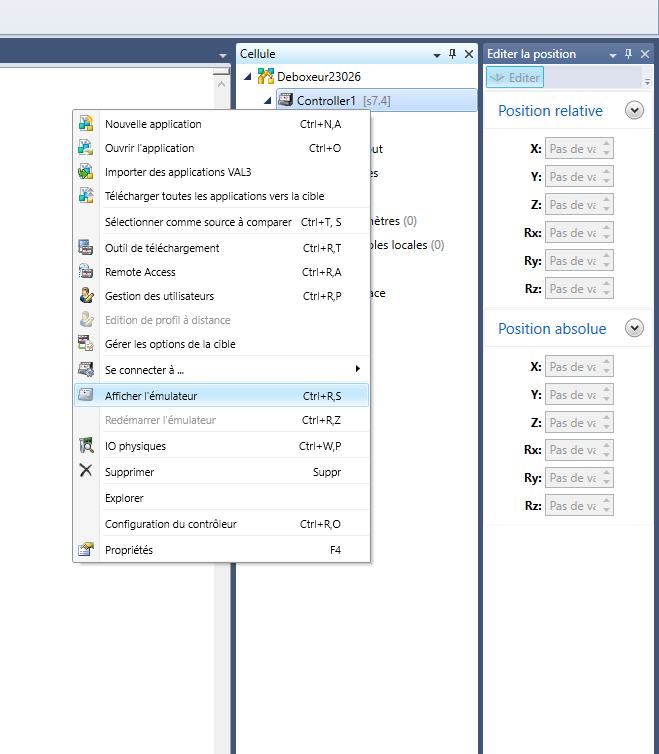 Cellule
Deboxeur23026
Controller1 [s7.4]
Nouvelle application Ctrl+N,A
Ouvrir l'application Ctrl+O
Importer des applications VAL3
Télécharger toutes les applications vers la cible
Sélectionner comme source à comparer Ctrl+T, S
Outil de téléchargement Ctrl+R,T
Remote Access Ctrl+R,A
Gestion des utilisateurs Ctrl+R,P
Edition de profil à distance
Gérer les options de la cible
Se connecter à ...
Afficher l'émulateur Ctrl+R,S
Redémarrer l'émulateur Ctrl+R,Z
IO physiques Ctrl+W,P
Supprimer Suppr
Explorer
Configuration du contrôleur Ctrl+R,O
Propriétés F4
ut
es
nètres (0)
les locales (0)
ace
Editer la position
Editer
Position relative
X: Pas de va
Y: Pas de va
Z: Pas de va
Rx: Pas de va
Ry: Pas de va
Rz: Pas de va
Position absolue
X: Pas de va
Y: Pas de va
Z: Pas de va
Rx: Pas de va
Ry: Pas de va
Rz: Pas de va